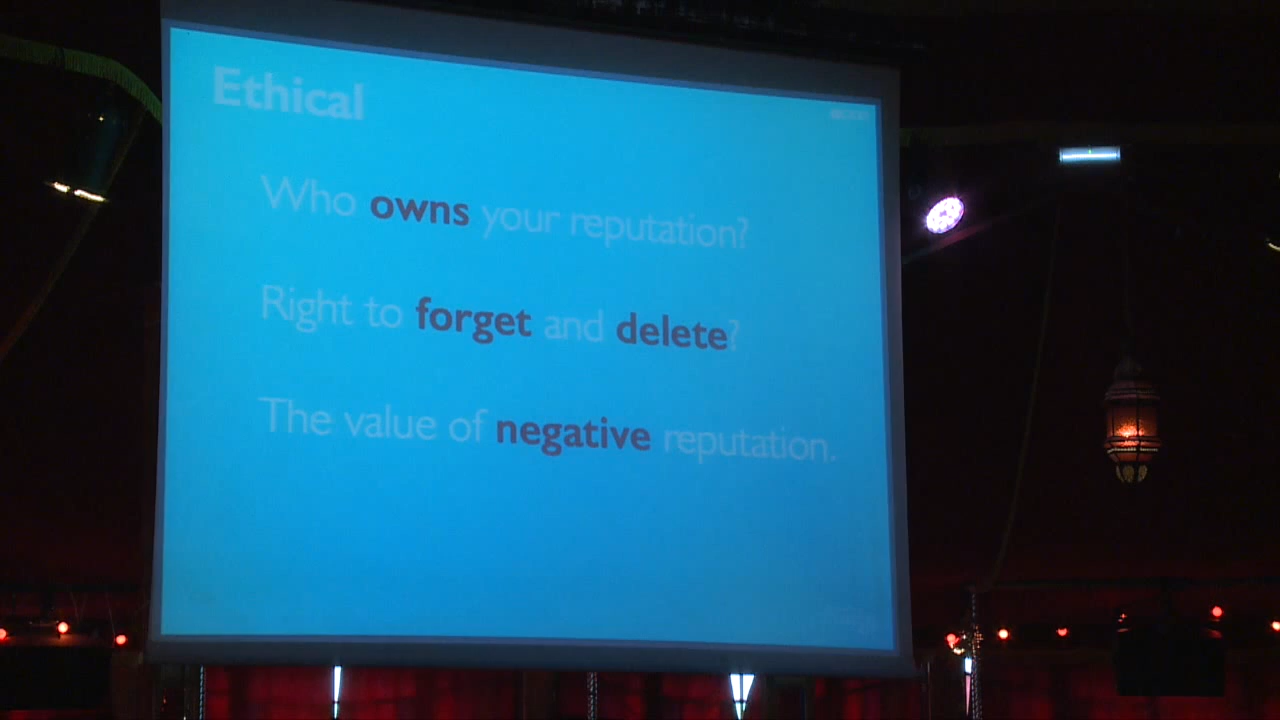 Ethical
Who owns your reputation?
Right to forget and delete?
The value of negative reputation.